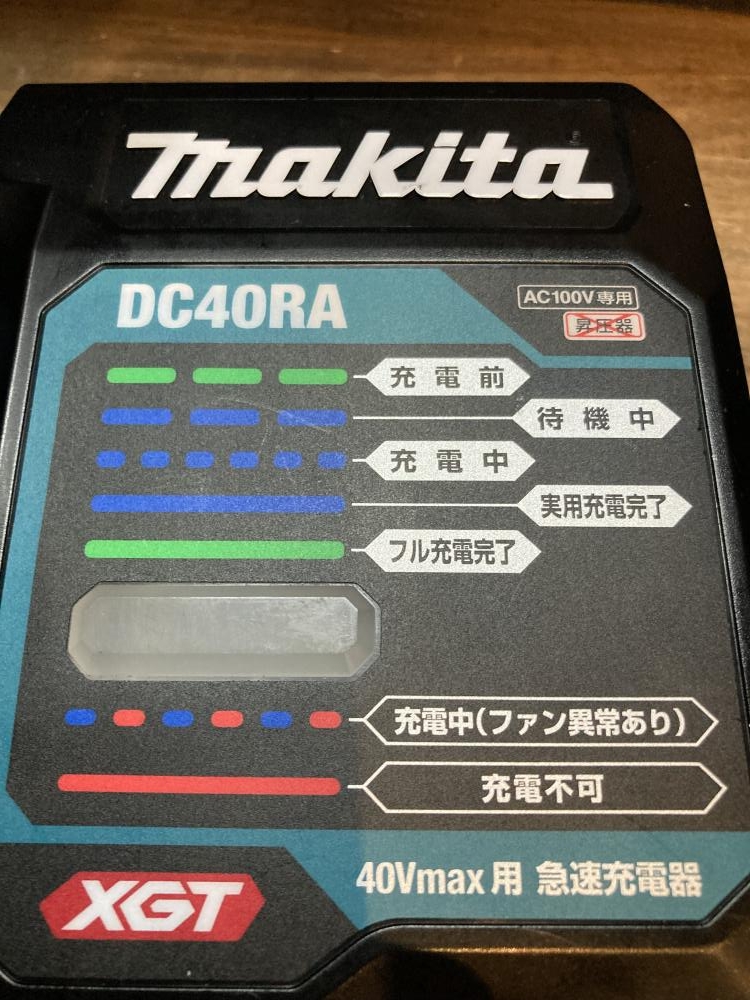 makita
DC40RA
AC100V専用
昇圧器
充電前
待機中
充電中
実用充電完了
フル充電完了
充電中(ファン異常あり)
充電不可
XGT
40Vmax用 急速充電器